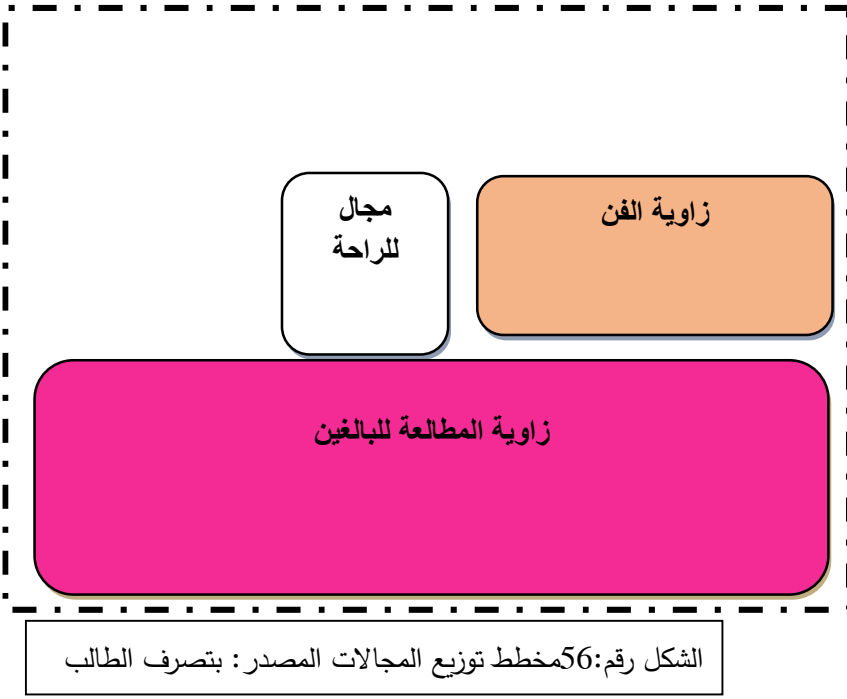 زاوية الفن
مجال
للراحة
زاوية المطالعة للبالغين
الشكل رقم:56مخطط توزيع المجالات المصدر: بتصرف الطالب